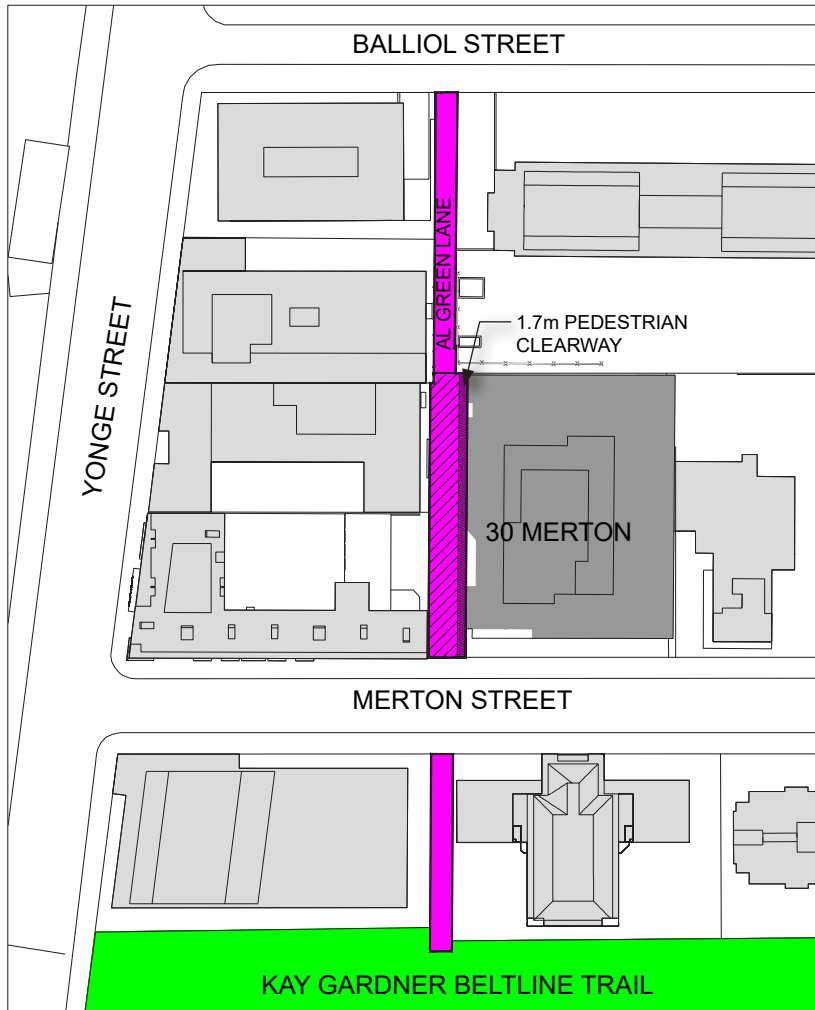 BALLIOL STREET
AL GREEN LANE
1.7m PEDESTRIAN
CLEARWAY
YONGE STREET
30 MERTON
MERTON STREET
KAY GARDNER BELTLINE TRAIL